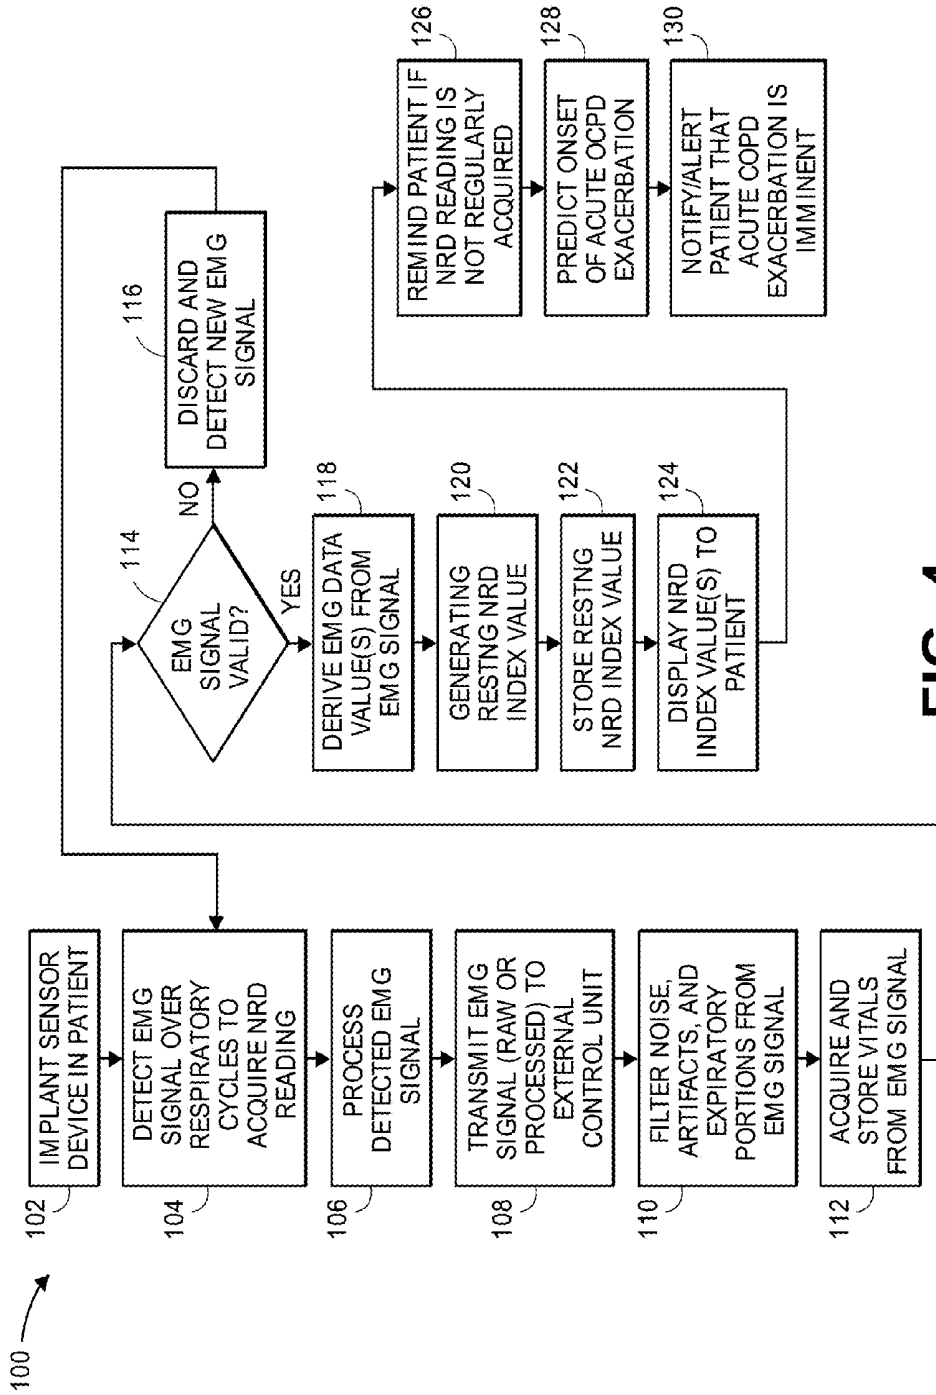 100
102
IMPLANT SENSOR
DEVICE IN PATIENT
104
DETECT EMG
SIGNAL OVER
RESPIRATORY
CYCLES TO
ACQUIRE NRD
READING
106
PROCESS
DETECTED EMG
SIGNAL
108
TRANSMIT EMG
SIGNAL (RAW OR
PROCESSED) TO
EXTERNAL
CONTROL UNIT
110
FILTER NOISE,
ARTIFACTS, AND
EXPIRATORY
PORTIONS FROM
EMG SIGNAL
112
ACQUIRE AND
STORE VITALS
FROM EMG SIGNAL
114
EMG
SIGNAL
VALID?
NO
116
DISCARD AND
DETECT NEW EMG
SIGNAL
YES
118
DERIVE EMG DATA
VALUE(S) FROM
EMG SIGNAL
120
GENERATING
RESTNG NRD
INDEX VALUE
122
STORE RESTNG
NRD INDEX VALUE
124
DISPLAY NRD
INDEX VALUE(S) TO
PATIENT
126
REMIND PATIENT IF
NRD READING IS
NOT REGULARLY
ACQUIRED
128
PREDICT ONSET
OF ACUTE OCPD
EXACERBATION
130
NOTIFY/ALERT
PATIENT THAT
ACUTE COPD
EXACERBATION IS
IMMINENT